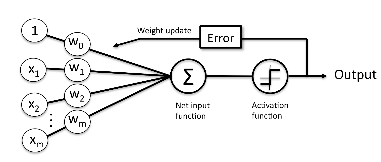 1
w0
Weight update
Error
x1
w1
Σ
Output
x2
w2
⋮
wm
xm
Net input
function
Activation
function